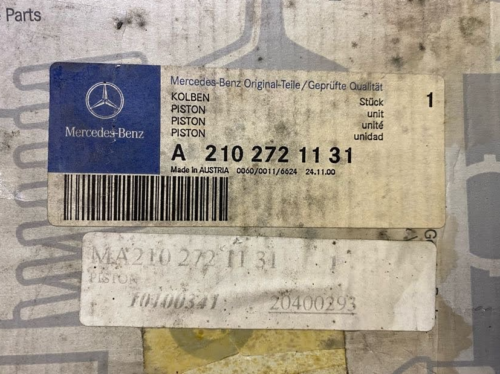 Parts
Mercedes-Benz
Mercedes-Benz Original-Teile/Geprüfte Qualität
KOLBEN Stück 1
PISTON unit
PISTON unité
PISTON unidad
A 210 272 11 31
Made in AUSTRIA 0060/0011/6624 24.11.00
MA210 272 11 31 1
PISTON
10100341 20400293